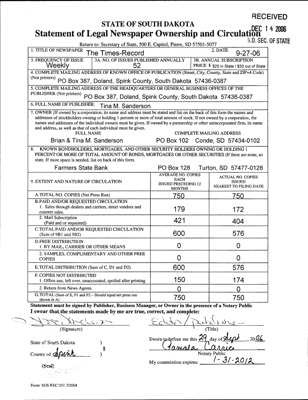 RECEIVED
DEC 14 2006
S.D. SEC. OF STATE
STATE OF SOUTH DAKOTA
Statement of Legal Newspaper Ownership and Circulation
Return to: Secretary of State, 500 E. Capitol, Pierre, SD 57501-5077
1. TITLE OF NEWSPAPER The Times-Record
2. DATE 9-27-06
3. FREQUENCY OF ISSUE Weekly
3A. NO. OF ISSUES PUBLISHED ANNUALLY 52
3B. ANNUAL SUBSCRIPTION PRICE $
4. COMPLETE MAILING ADDRESS OF KNOWN OFFICE OF PUBLICATION (Street, City, County, State and ZIP+4 Code) (Not printers)
PO Box 387, Doland, Spink County, South Dakota 57436-0387
5. COMPLETE MAILING ADDRESS OF THE HEADQUARTERS OR GENERAL BUSINESS OFFICES OF THE PUBLISHER (Not printers)
PO Box 387, Doland, Spink County, South Dakota 57436-0387
6. FULL NAME OF PUBLISHER: Tina M. Sanderson
7. OWNER (If owned by a corporation, its name and address must be stated and also on the back of this form the names and addresses of stockholders owning or holding 1 percent or more of total amount of stock. If not owned by a corporation, the names and addresses of the individual owners must be given. If owned by a partnership or other unincorporated firm, its name and address, as well as that of each individual must be given.
FULL NAME COMPLETE MAILING ADDRESS
Brian & Tina M. Sanderson PO Box 102 Conde, SD 57434-0102
8. KNOWN BONDHOLDERS, MORTGAGEES, AND OTHER SECURITY HOLDERS OWNING OR HOLDING 1 PERCENT OR MORE OF TOTAL AMOUNT OF BONDS, MORTGAGES OR OTHER SECURITIES (If there are none, so state. If more space is needed, list on back of this form.
Farmers State Bank PO Box 128 Turton, SD 57477-0128
9. EXTENT AND NATURE OF CIRCULATION
AVERAGE NO. COPIES EACH ISSUED PRECEDING 12 MONTHS
ACTUAL NO. COPIES ISSUED NEAREST TO FILING DATE
A. TOTAL NO. COPIES (Net Press Run) 750 750
B. PAID AND/OR REQUESTED CIRCULATION
1. Sales through dealers and carriers, street vendors and counter sales. 179 172
2. Mail Subscription (Paid and or requested) 421 404
C. TOTAL PAID AND/OR REQUESTED CIRCULATION (Sum of 9B1 and 9B2) 600 576
D. FREE DISTRIBUTION
1. BY MAIL, CARRIER OR OTHER MEANS 0 0
2. SAMPLES, COMPLIMENTARY AND OTHER FREE COPIES 0 0
E. TOTAL DISTRIBUTION (Sum of C, D1 and D2) 600 576
F. COPIES NOT DISTRIBUTED
1. Office use, left over, unaccounted, spoiled after printing 150 174
2. Return from News Agents 0 0
G. TOTAL (Sum of E, F1 and F2 - Should equal net press run shown in A) 750 750
Statement must be signed by Publisher, Business Manager, or Owner in the presence of a Notary Public
I swear that the statements made by me are true, correct, and complete:
(Signature) (Title)
State of South Dakota
County of Spink
(Seal)
Sworn to before me this 29 day of Sept 2006
Notary Public
My commission expires: 1-31-2012